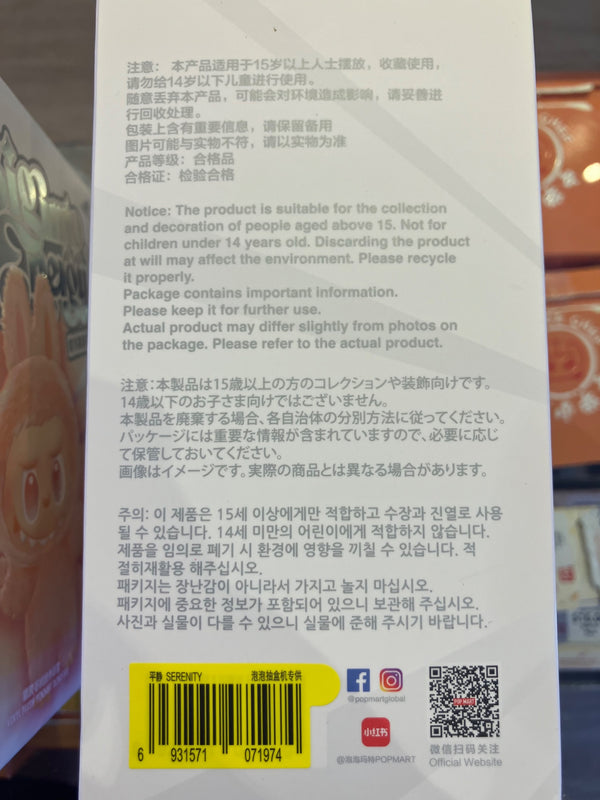 注意： 本产品适用于15岁以上人士摆放，收藏使用，
请勿给14岁以下儿童进行使用。
随意丢弃本产品，可能会对环境造成影响，请妥善进
行回收处理。
包装上含有重要信息，请保留备用
图片可能与实物不符，请以实物为准
产品等级：合格品
合格证：检验合格
Notice: The product is suitable for the collection
and decoration of people aged above 15. Not for
children under 14 years old. Discarding the product
at will may affect the environment. Please recycle
it properly.
Package contains important information.
Please keep it for further use.
Actual product may differ slightly from photos on
the package. Please refer to the actual product.
注意:本製品は15歳以上の方のコレクションや装飾向けです。
14歳以下のお子さま向けではございません。
本製品を廃棄する場合、各自治体の分別方法に従ってください。
パッケージには重要な情報が含まれていますので、必要に応じ
て保管しておいてください。
画像はイメージです。実際の商品とは異なる場合があります。
주의: 이 제품은 15세 이상에게만 적합하고 수장과 진열로 사용
될 수 있습니다. 14세 미만의 어린이에게 적합하지 않습니다.
제품을 임의로 폐기 시 환경에 영향을 끼칠 수 있습니다. 적
절히재활용 해주십시오.
패키지는 장난감이 아니라서 가지고 놀지 마십시오.
패키지에 중요한 정보가 포함되어 있으니 보관해 주십시오.
사진과 실물이 다를 수 있으니 실물에 준해 주시기 바랍니다.
平静 SERENITY 泡泡抽盒机专供
6 931571 071974
@popmartglobal
小红书
@泡泡玛特POPMART
POP MART
微信扫码关注
Official Website